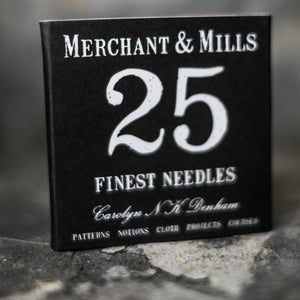 MERCHANT & MILLS
25
FINEST NEEDLES
Carolyn N K Denham
PATTERNS NOTIONS CLOTH PROJECTS COURSES